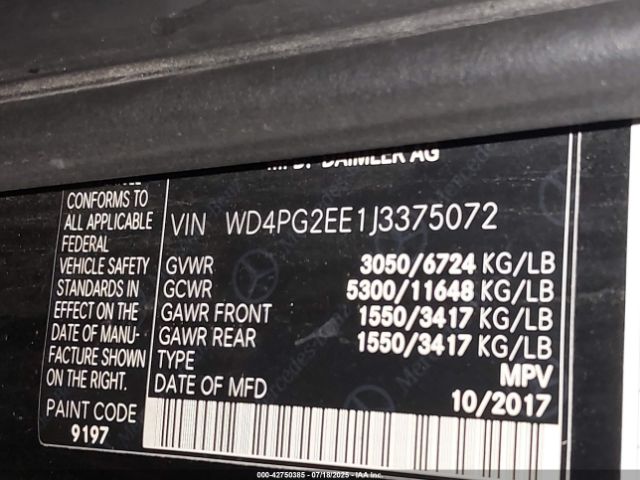 MFD. DAIMLER AG
CONFORMS TO
ALL APPLICABLE
FEDERAL
VEHICLE SAFETY
STANDARDS IN
EFFECT ON THE
DATE OF MANU-
FACTURE SHOWN
ON THE RIGHT.
PAINT CODE
9197
VIN WD4PG2EE1J3375072
GVWR 3050/6724 KG/LB
GCWR 5300/11648 KG/LB
GAWR FRONT 1550/3417 KG/LB
GAWR REAR 1550/3417 KG/LB
TYPE MPV
DATE OF MFD 10/2017
000-42750385 - 07/18/2025 - IAA Inc.